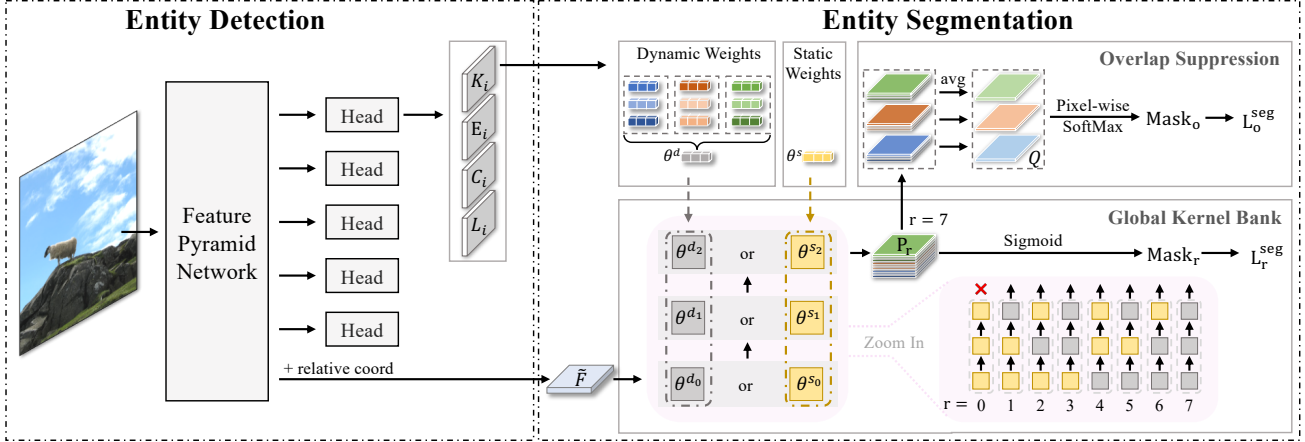 Entity Detection
Entity Segmentation
Feature
Pyramid
Network
Head
Head
Head
Head
Head
K_i
E_i
C_i
L_i
+ relative coord
F̃
Dynamic Weights
θ^d
Static
Weights
θ^s
Overlap Suppression
avg
Q
Pixel-wise
SoftMax
Mask_o
L_o^seg
Global Kernel Bank
θ^{d_2} or θ^{s_2}
θ^{d_1} or θ^{s_1}
θ^{d_0} or θ^{s_0}
r = 7
P_r
Sigmoid
Mask_r
L_r^seg
Zoom In
r = 0 1 2 3 4 5 6 7